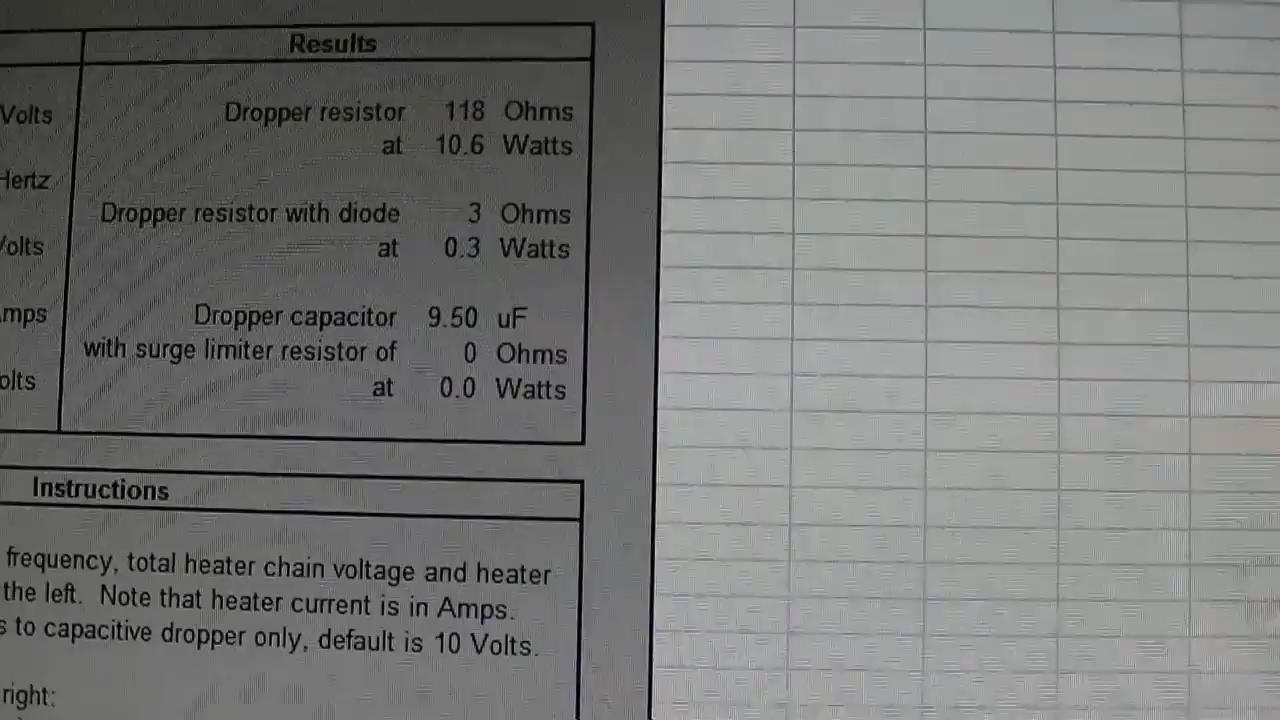 Results
Volts
Dropper resistor 118 Ohms
at 10.6 Watts
Hertz
Dropper resistor with diode 3 Ohms
Volts
at 0.3 Watts
Amps
Dropper capacitor 9.50 uF
with surge limiter resistor of 0 Ohms
olts
at 0.0 Watts
Instructions
frequency, total heater chain voltage and heater
the left. Note that heater current is in Amps.
s to capacitive dropper only, default is 10 Volts.
right: